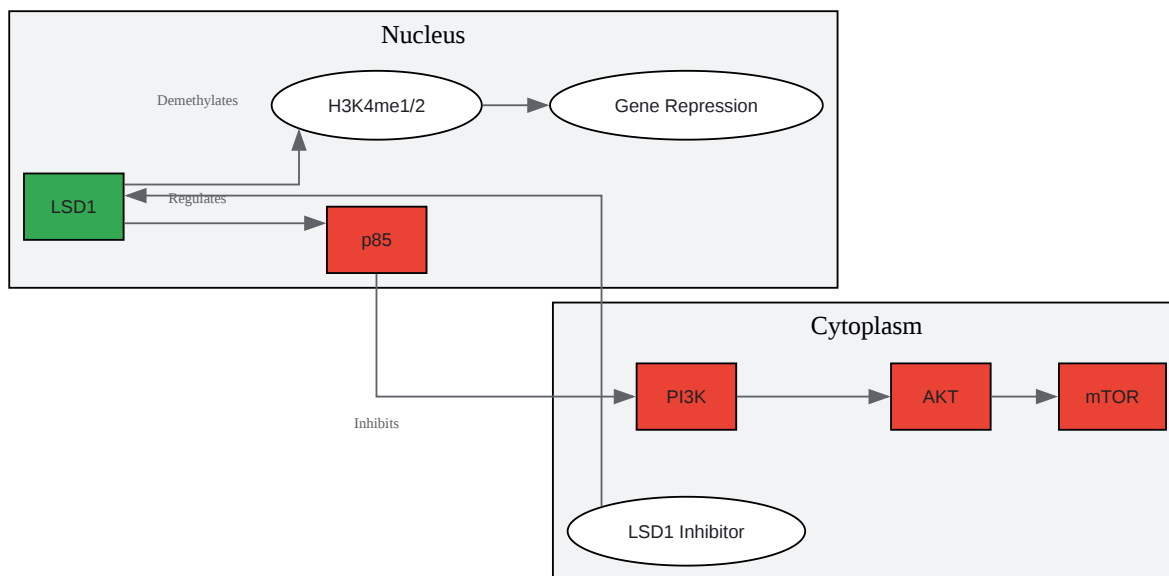 Nucleus
Demethylates
H3K4me1/2
Gene Repression
LSD1
Regulates
p85
Cytoplasm
PI3K
AKT
mTOR
Inhibits
LSD1 Inhibitor